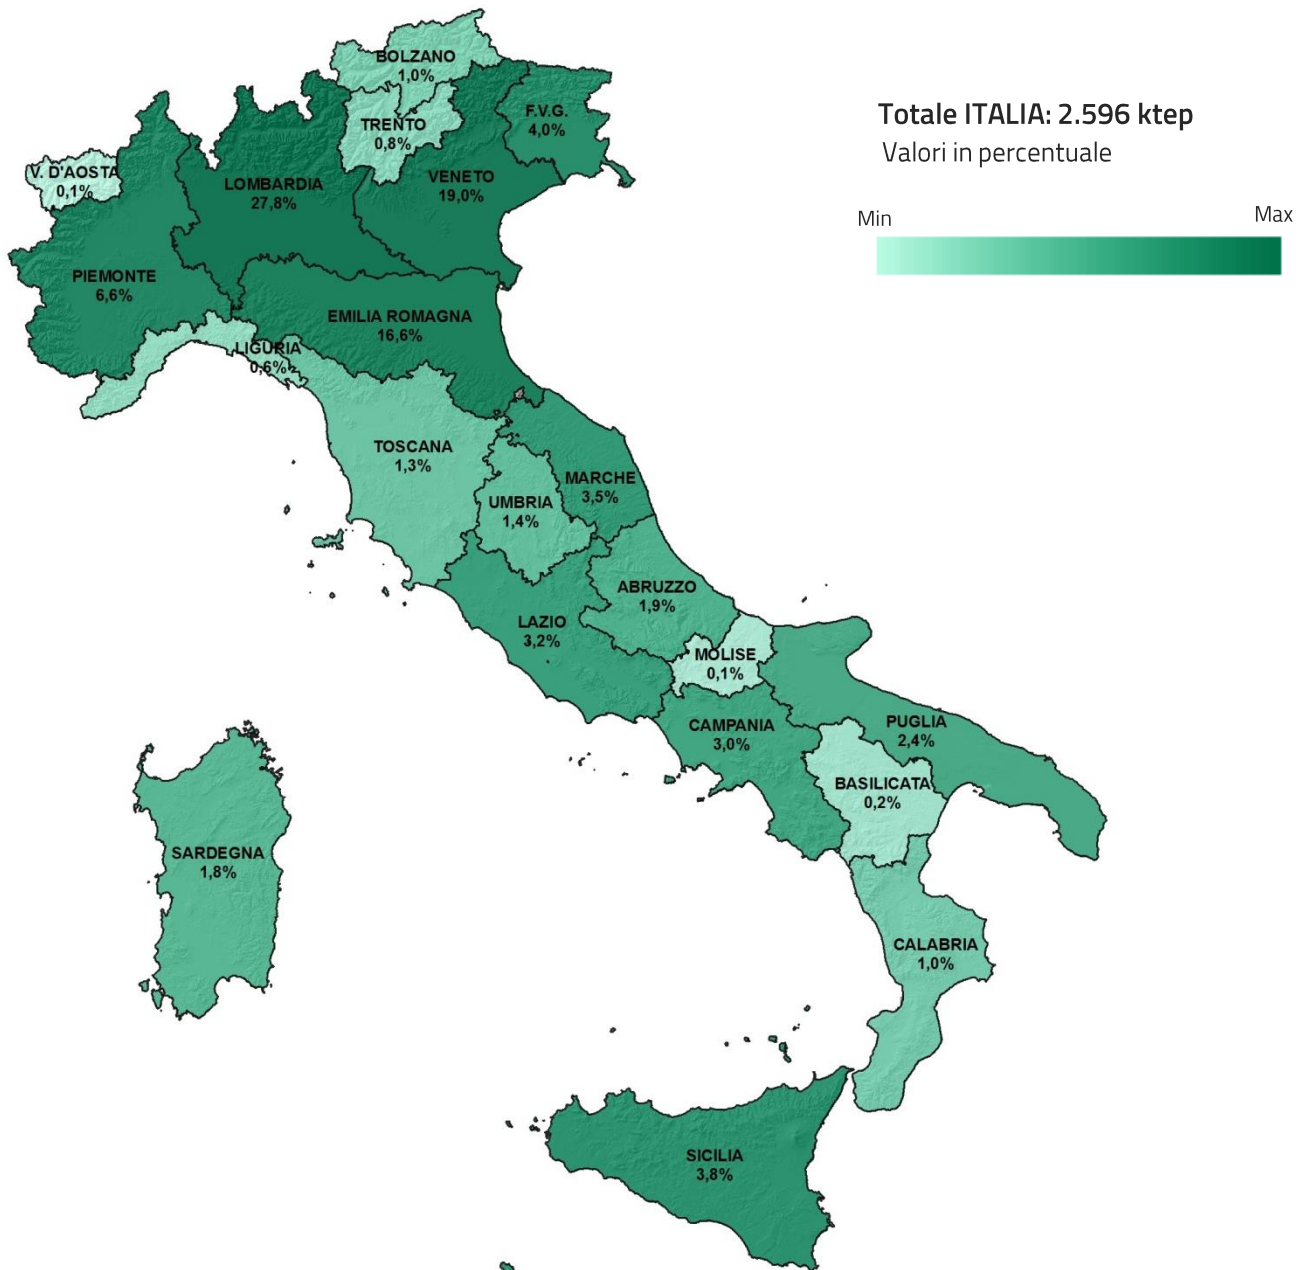 BOLZANO
1,0%
Totale ITALIA: 2.596 ktep
Valori in percentuale
Min
Max
F.V.G.
4,0%
TRENTO
0,8%
V. D'AOSTA
0,1%
LOMBARDIA
27,8%
VENETO
19,0%
PIEMONTE
6,6%
EMILIA ROMAGNA
16,6%
LIGURIA
0,6%
TOSCANA
1,3%
MARCHE
3,5%
UMBRIA
1,4%
ABRUZZO
1,9%
LAZIO
3,2%
MOLISE
0,1%
CAMPANIA
3,0%
PUGLIA
2,4%
BASILICATA
0,2%
SARDEGNA
1,8%
CALABRIA
1,0%
SICILIA
3,8%